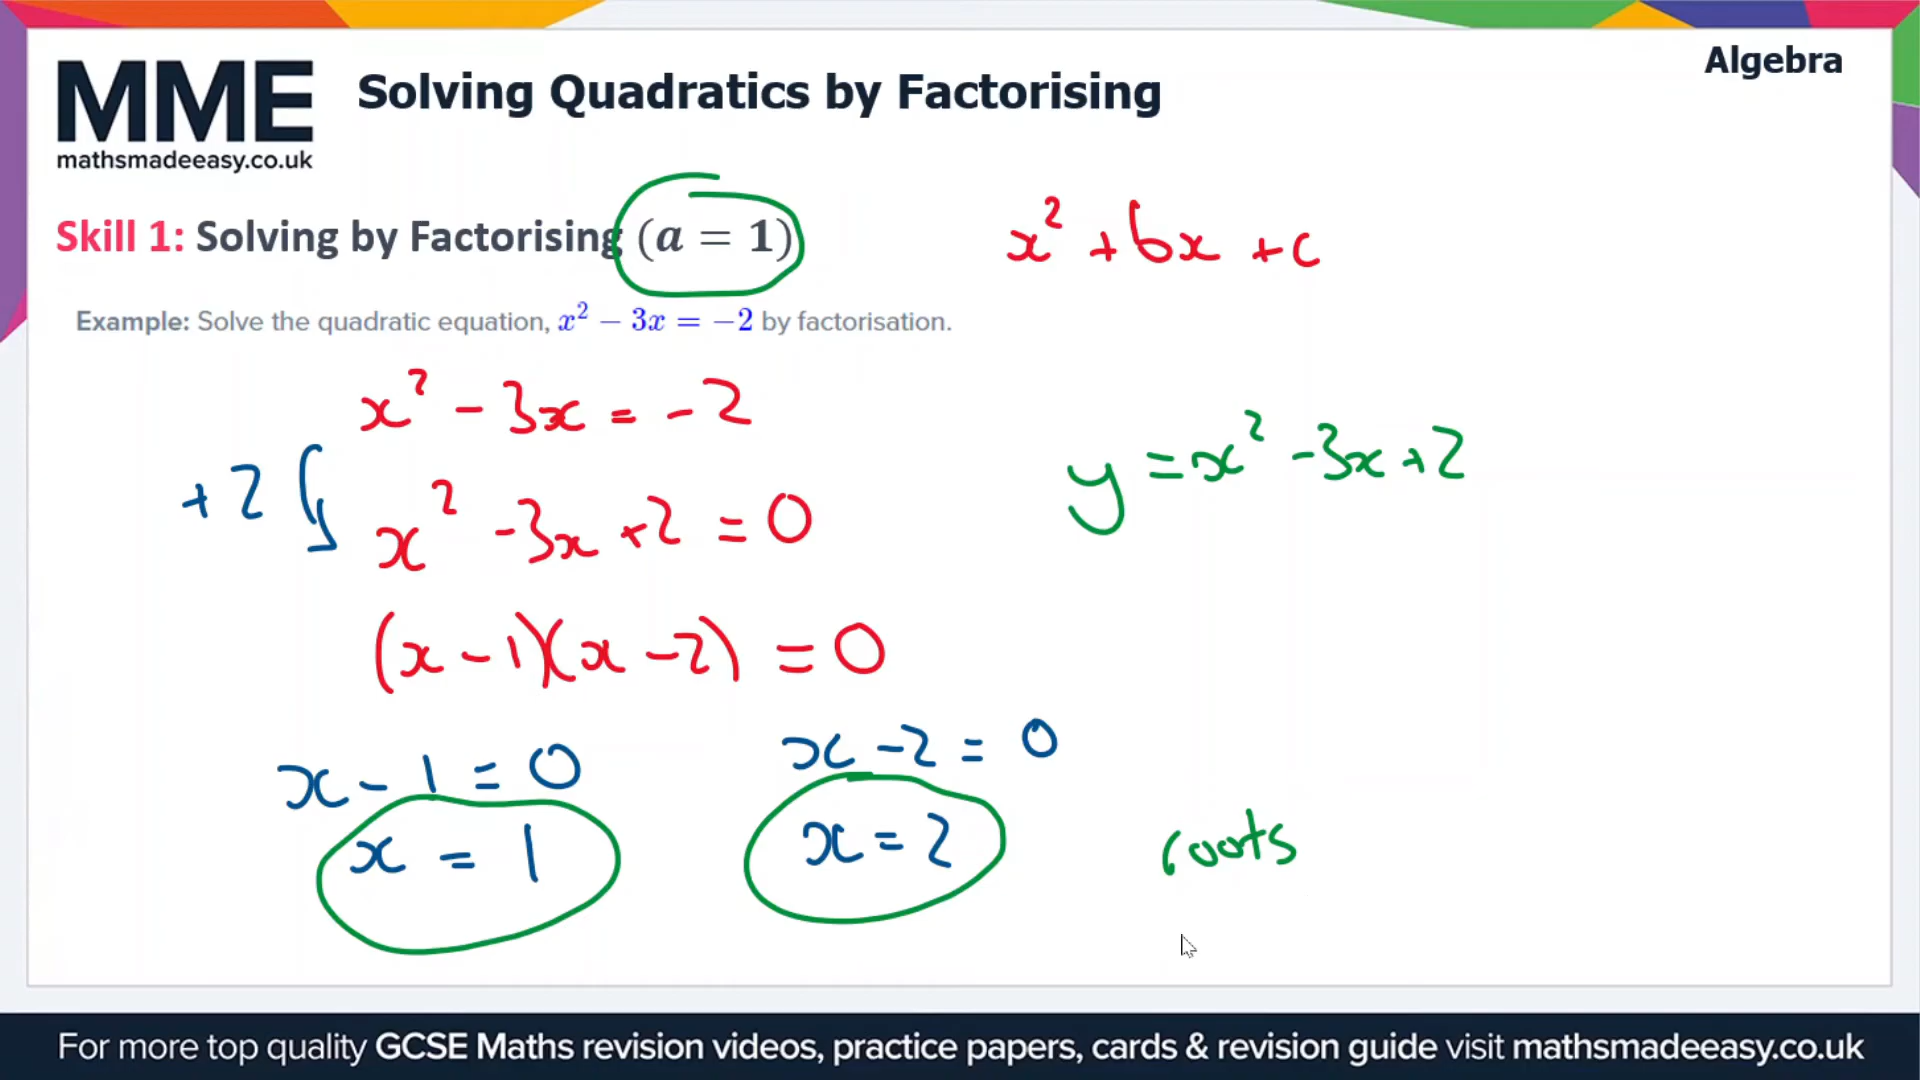 MME
mathsmadeeasy.co.uk
Solving Quadratics by Factorising
Algebra
Skill 1: Solving by Factorising (a = 1)
x² + bx + c
Example: Solve the quadratic equation, x² − 3x = −2 by factorisation.
x² - 3x = - 2
+ 2
x² - 3x + 2 = 0
y = x² - 3x + 2
(x - 1)(x - 2) = 0
x - 1 = 0
x - 2 = 0
x = 1
x = 2
roots
For more top quality GCSE Maths revision videos, practice papers, cards & revision guide visit mathsmadeeasy.co.uk